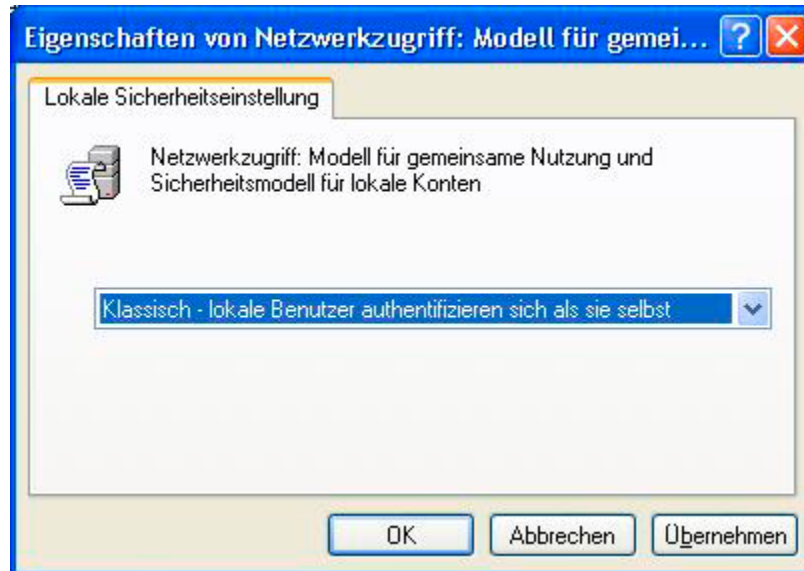 Eigenschaften von Netzwerkzugriff: Modell für gemei...
Lokale Sicherheitseinstellung
Netzwerkzugriff: Modell für gemeinsame Nutzung und
Sicherheitsmodell für lokale Konten
Klassisch - lokale Benutzer authentifizieren sich als sie selbst
OK Abbrechen Übernehmen